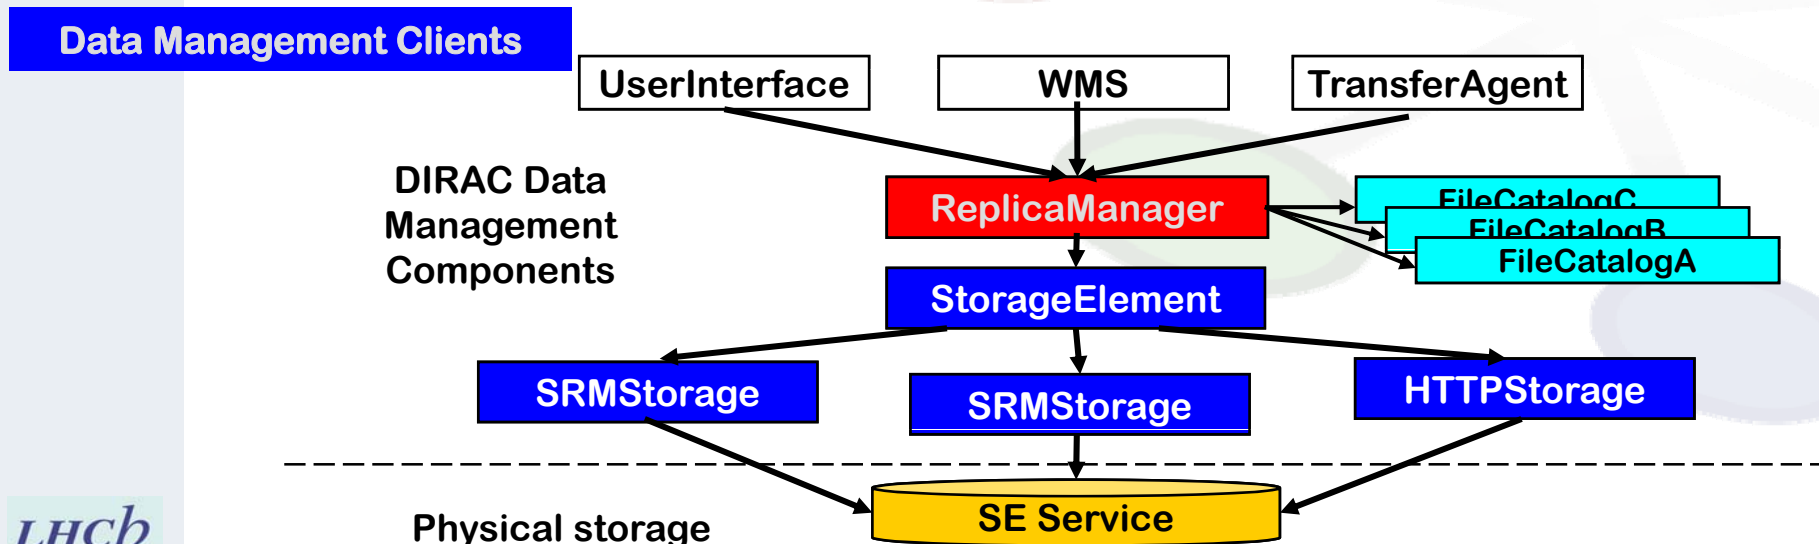 Data Management Clients
UserInterface
WMS
TransferAgent
DIRAC Data
Management
Components
ReplicaManager
FileCatalogC
FileCatalogB
FileCatalogA
StorageElement
SRMStorage
SRMStorage
HTTPStorage
SE Service
Physical storage
LHCb